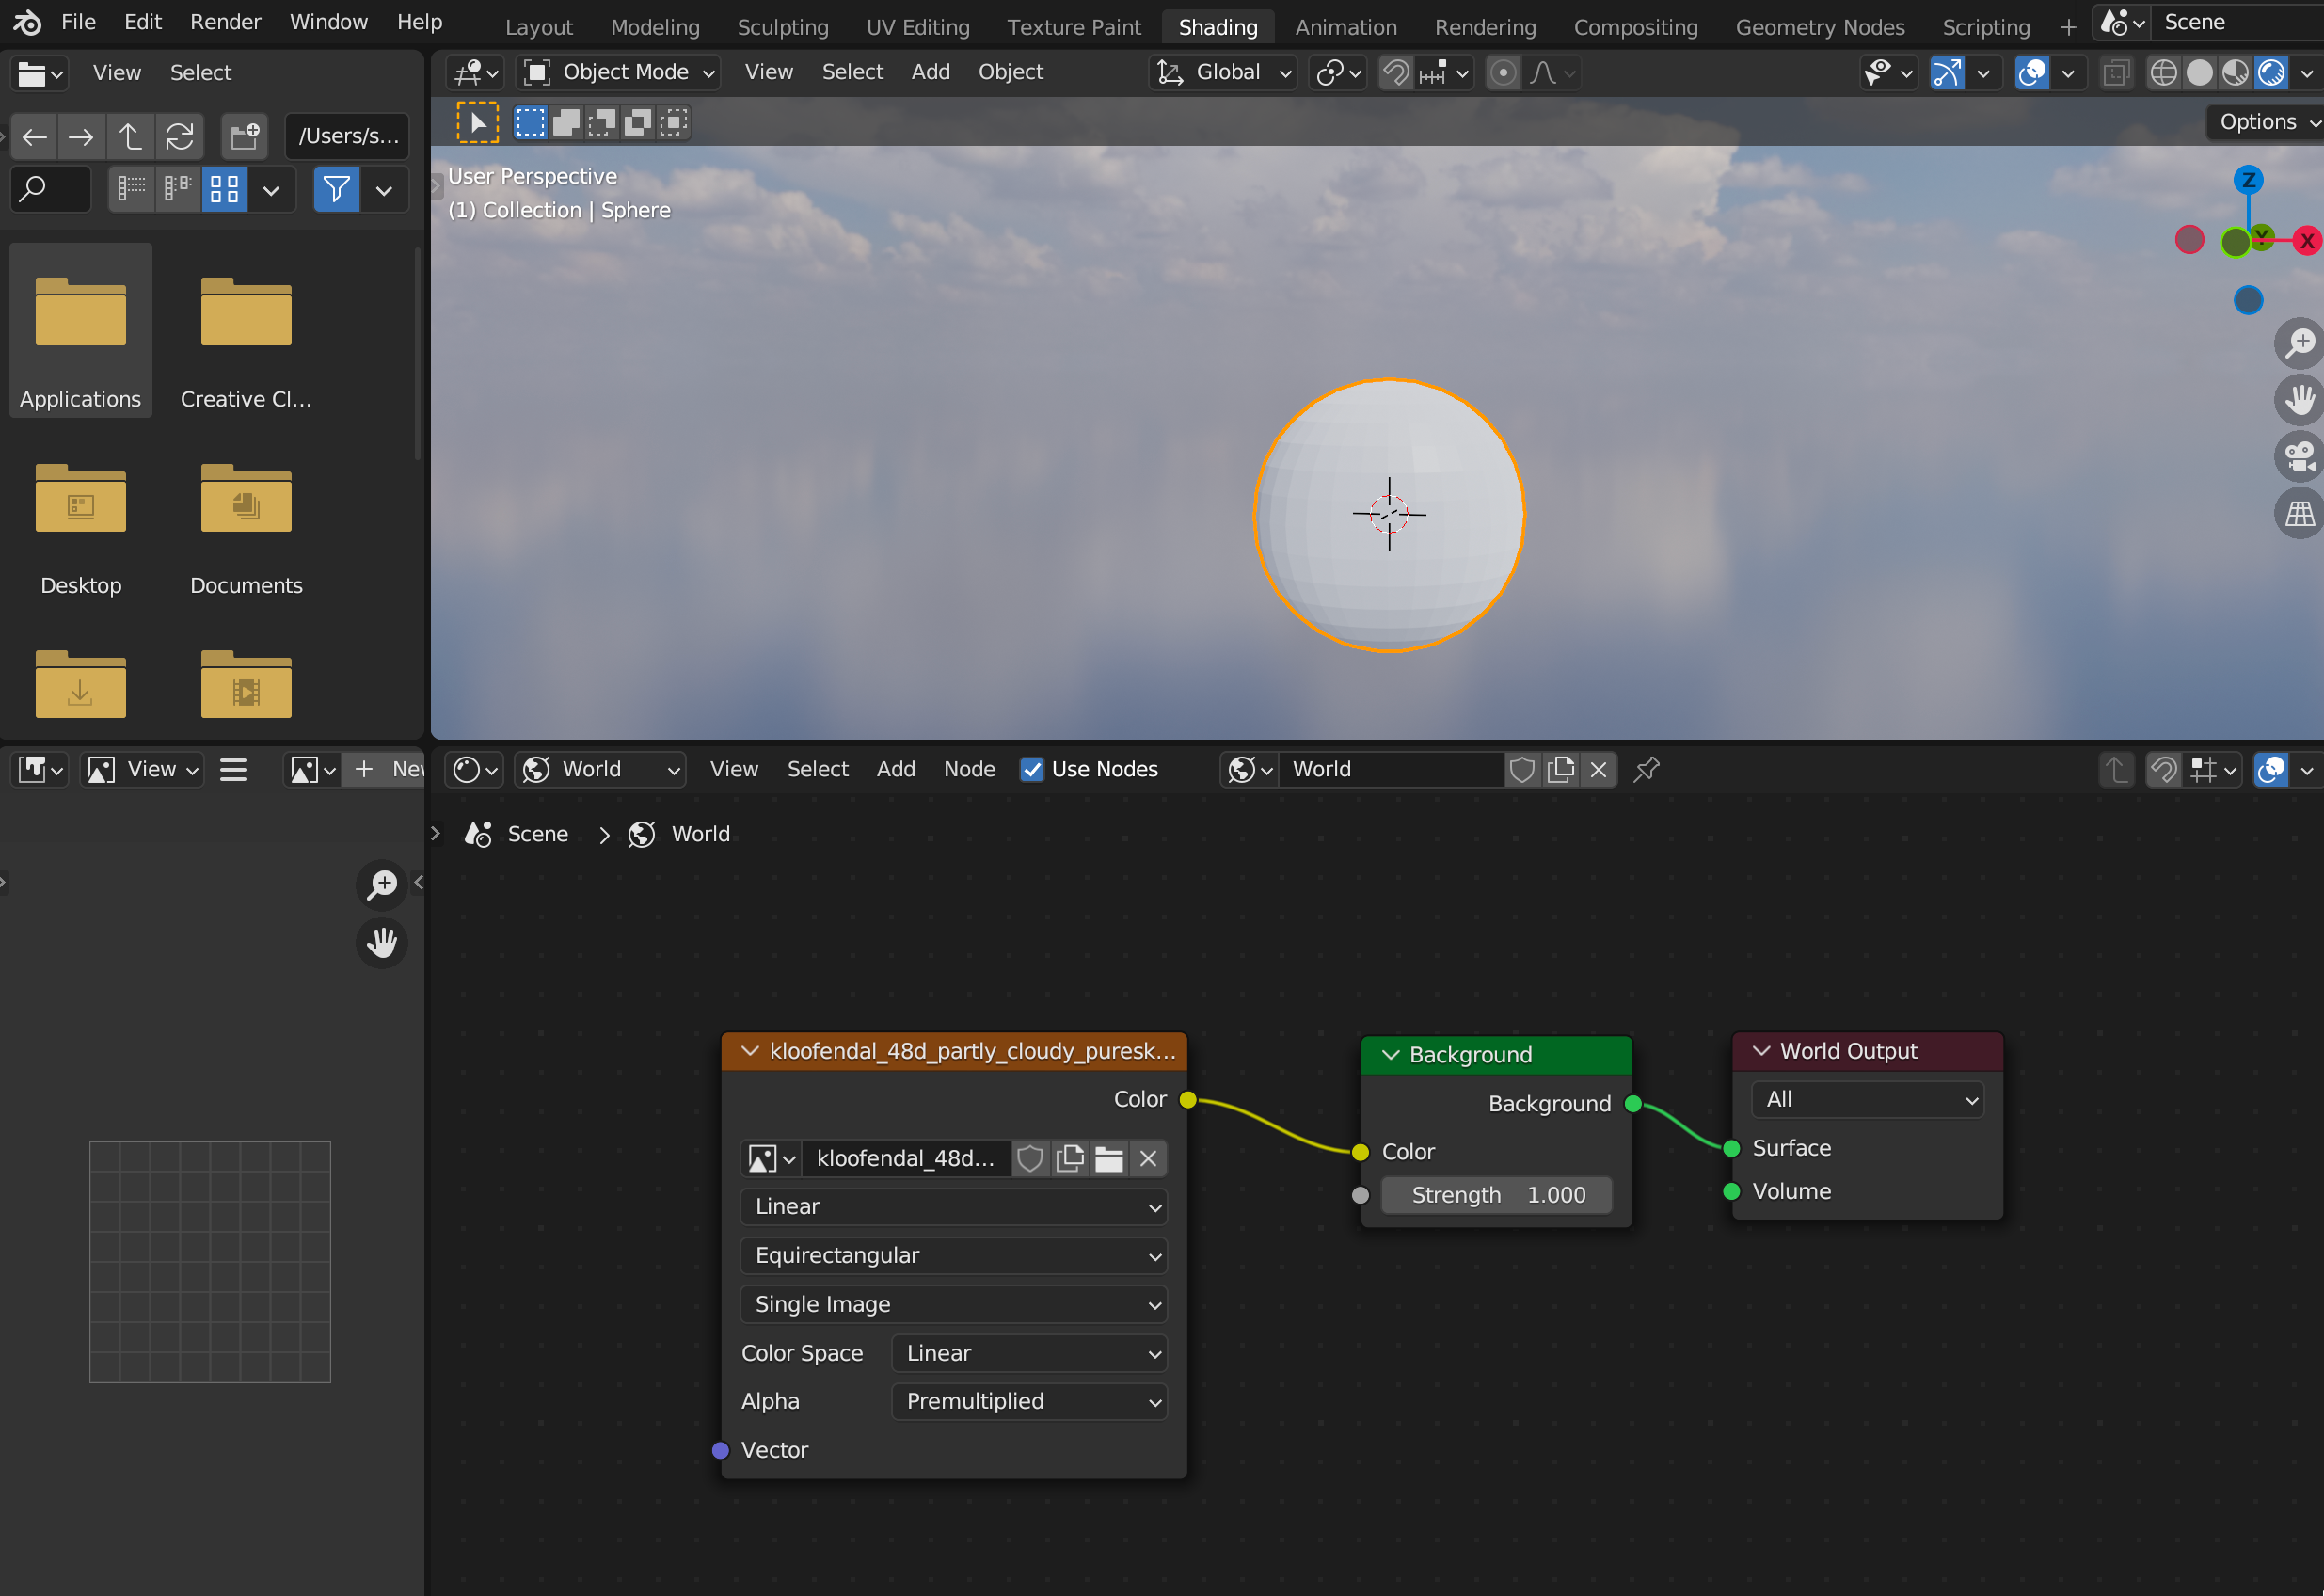 File Edit Render Window Help Layout Modeling Sculpting UV Editing Texture Paint Shading Animation Rendering Compositing Geometry Nodes Scripting + Scene
View Select
Object Mode View Select Add Object Global
/Users/s...
Options
User Perspective
(1) Collection | Sphere
Z
Y X
Applications Creative Cl...
Desktop Documents
View + New
World View Select Add Node Use Nodes World
Scene > World
kloofendal_48d_partly_cloudy_puresk...
Color
kloofendal_48d...
Linear
Equirectangular
Single Image
Color Space Linear
Alpha Premultiplied
Vector
Background
Background
Color
Strength 1.000
World Output
All
Surface
Volume